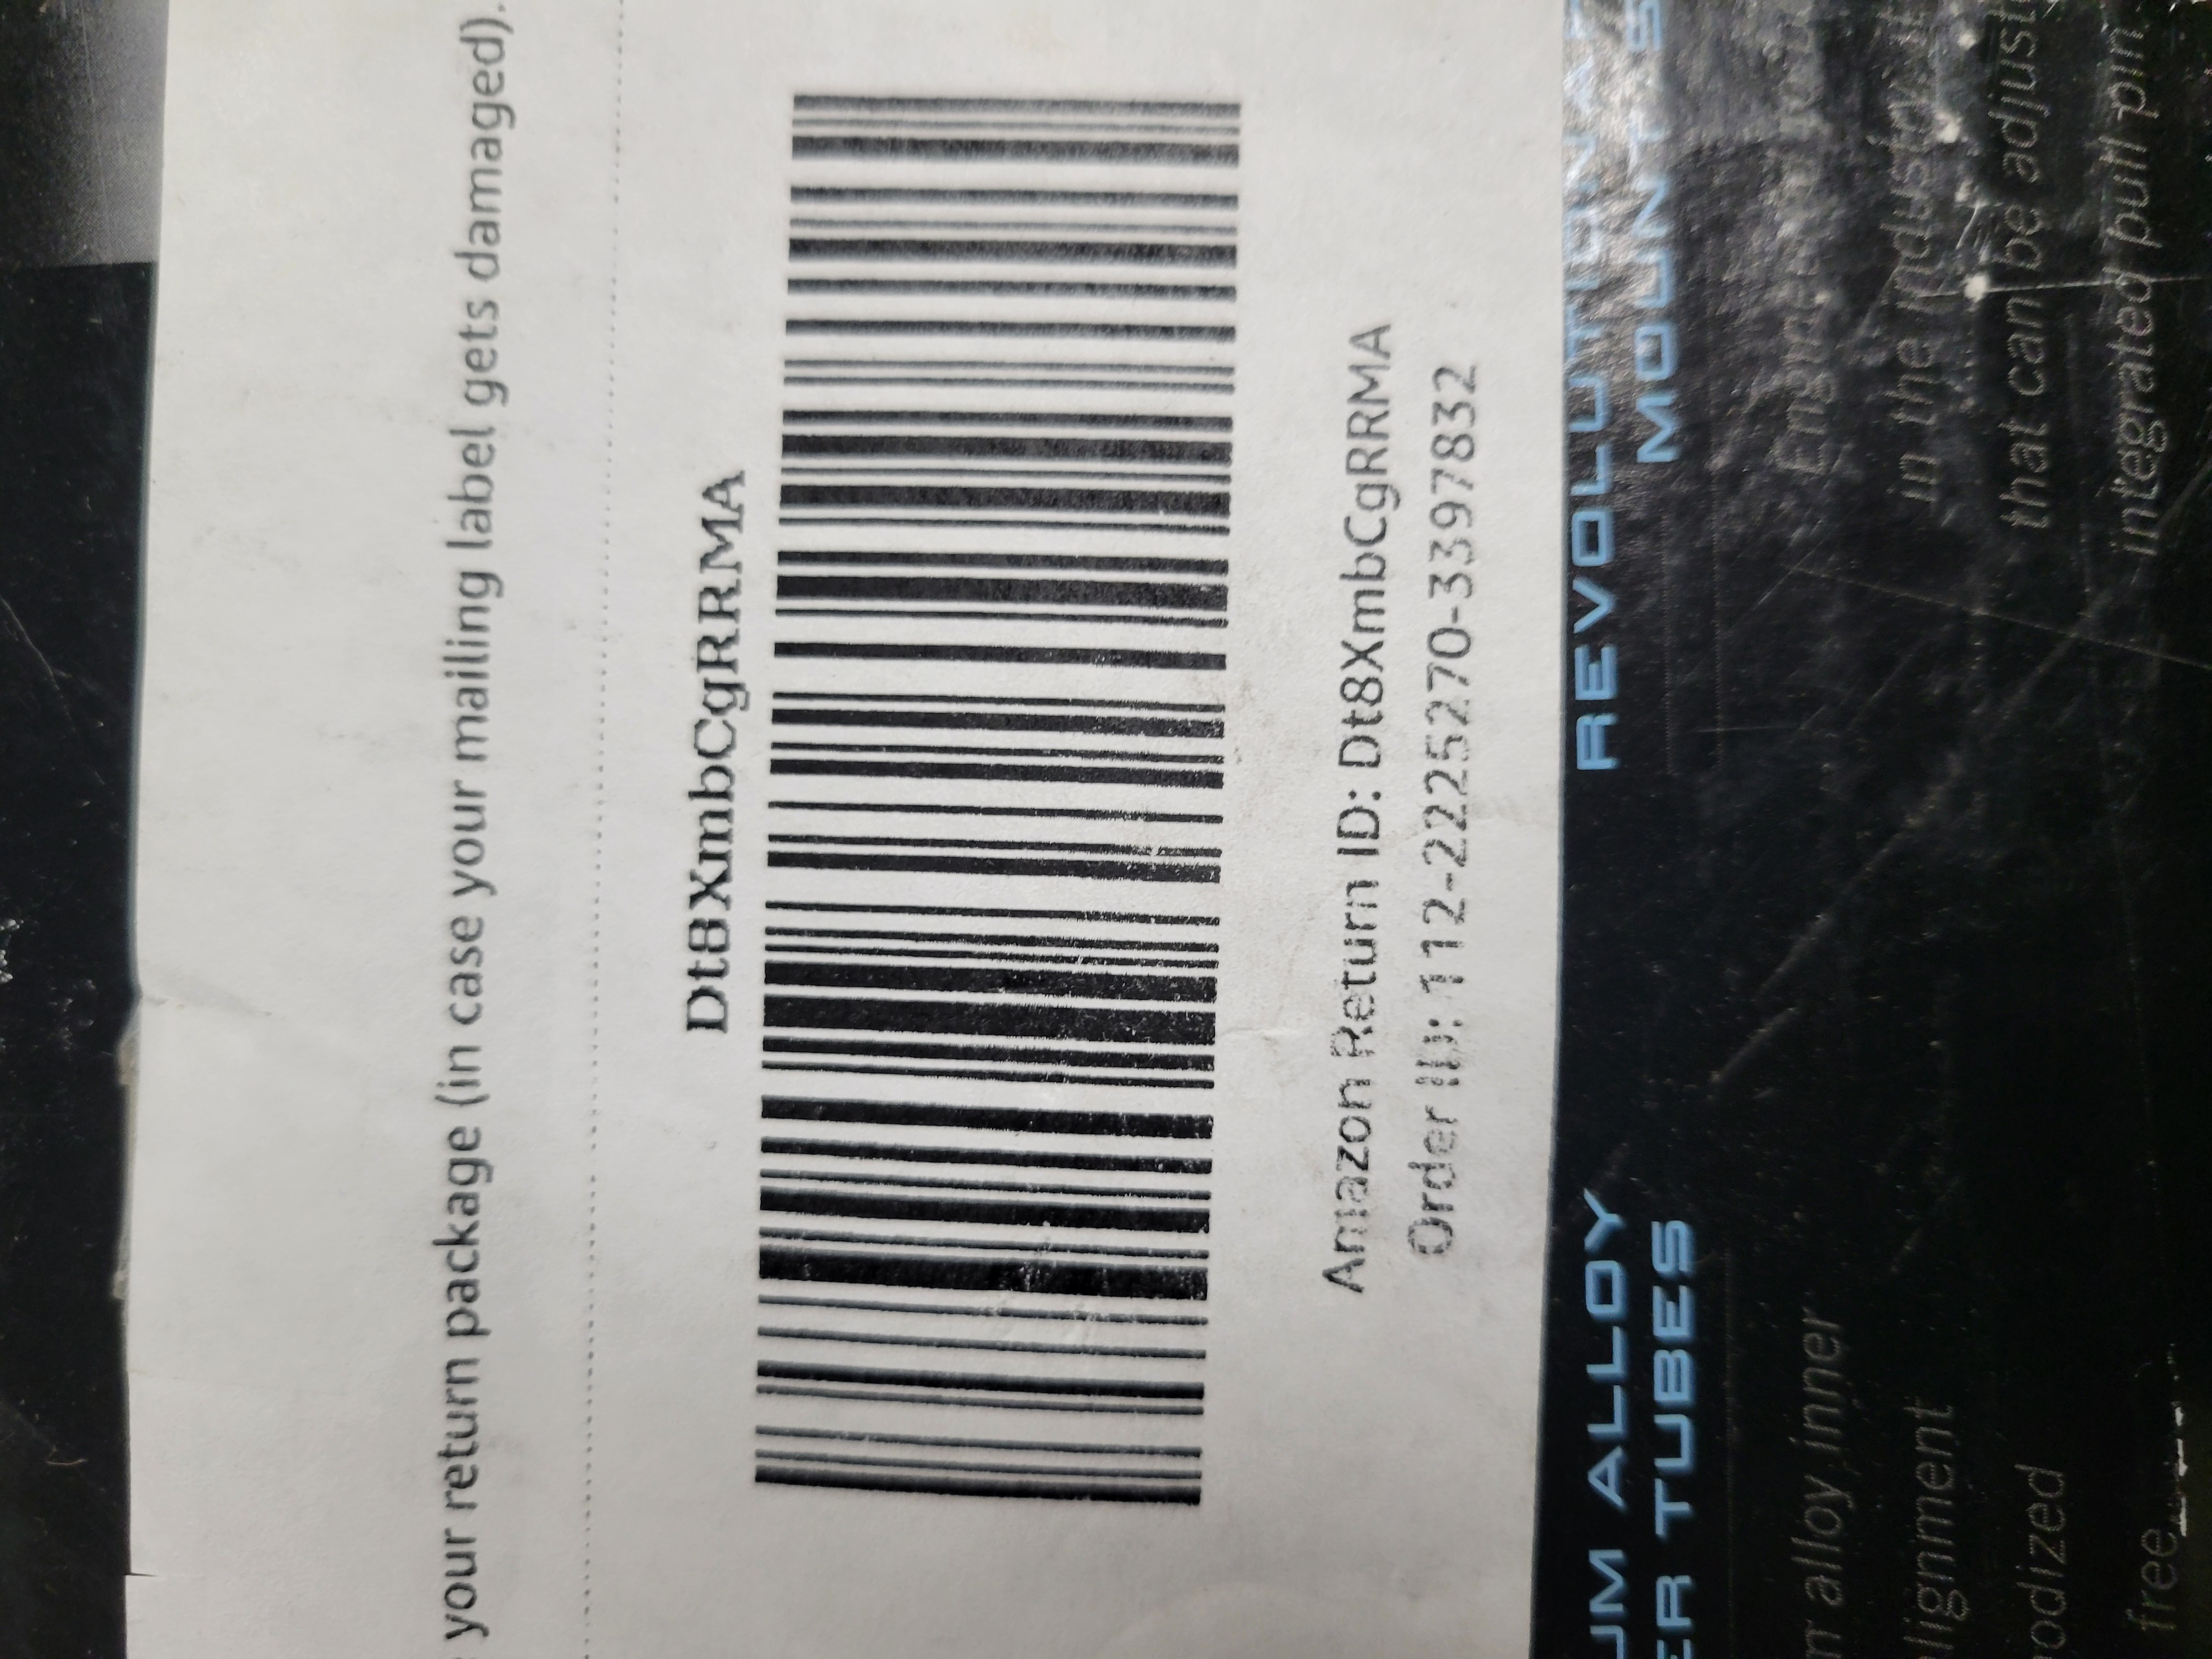 your return package (in case your mailing label gets damaged).
Dt8XmbCgRRMA
Amazon Return ID: Dt8XmbCgRRMA
Order ID: 112-2225270-3397832
UM ALLOY
ER TUBES
alloy inner
lignment
odized
free
REVOLUTIONA
MOUNTS
in the industry
that can be adjust
integrated pull pin